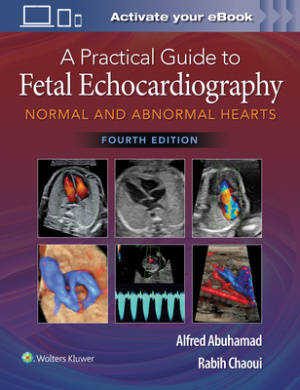 Activate your eBook
A Practical Guide to
Fetal Echocardiography
NORMAL AND ABNORMAL HEARTS
FOURTH EDITION
Alfred Abuhamad
Rabih Chaoui
Wolters Kluwer